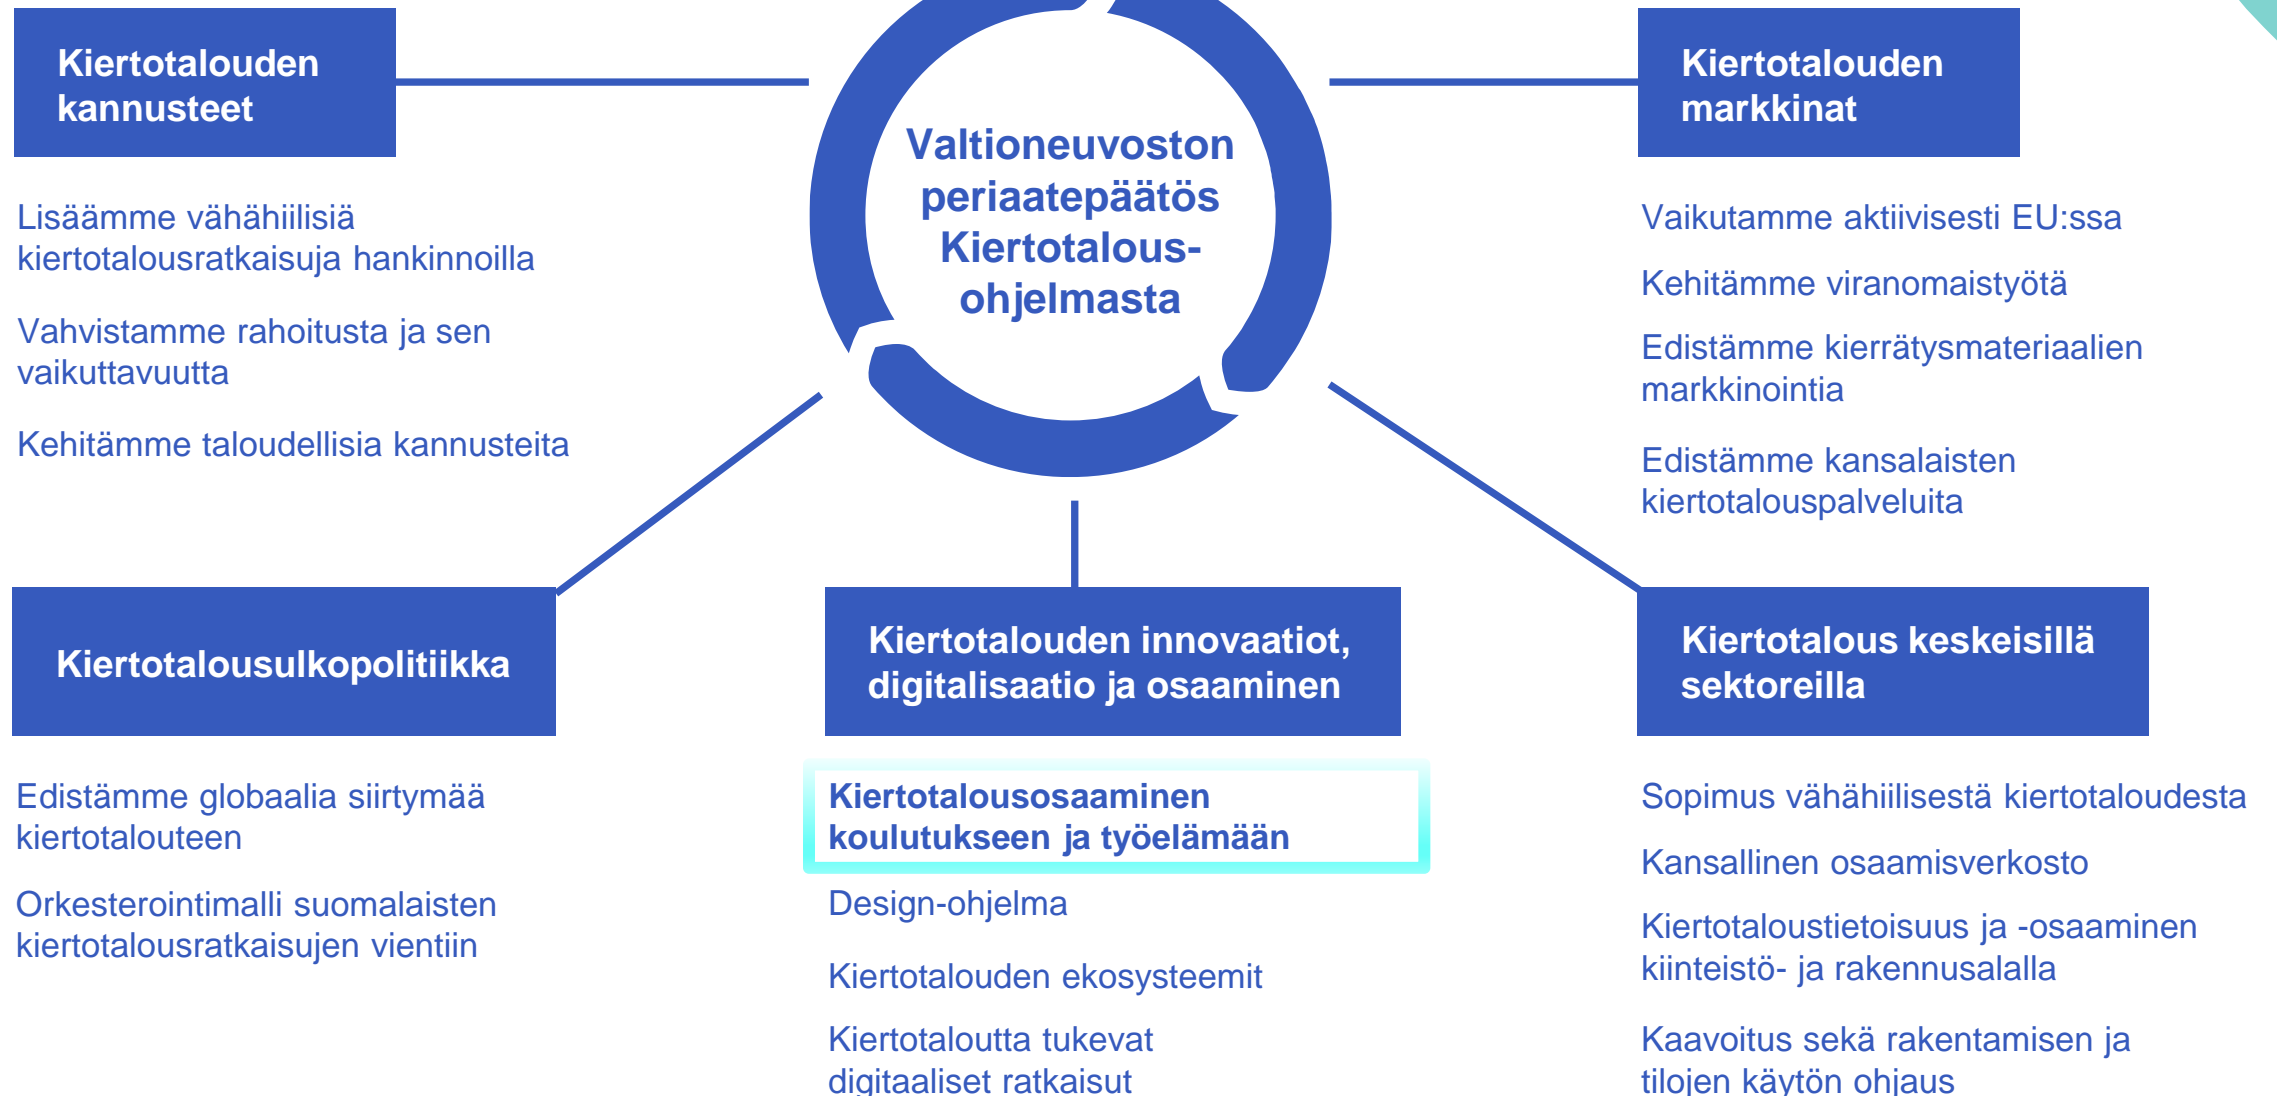 Kiertotalouden
kannusteet
Lisäämme vähähiilisiä
kiertotalousratkaisuja hankinnoilla
Vahvistamme rahoitusta ja sen
vaikuttavuutta
Kehitämme taloudellisia kannusteita
Valtioneuvoston
periaatepäätös
Kiertotalous-
ohjelmasta
Kiertotalouden
markkinat
Vaikutamme aktiivisesti EU:ssa
Kehitämme viranomaistyötä
Edistämme kierrätysmateriaalien
markkinointia
Edistämme kansalaisten
kiertotalouspalveluita
Kiertotalousulkopolitiikka
Edistämme globaalia siirtymää
kiertotalouteen
Orkesterointimalli suomalaisten
kiertotalousratkaisujen vientiin
Kiertotalouden innovaatiot,
digitalisaatio ja osaaminen
Kiertotalousosaaminen
koulutukseen ja työelämään
Design-ohjelma
Kiertotalouden ekosysteemit
Kiertotaloutta tukevat
digitaaliset ratkaisut
Kiertotalous keskeisillä
sektoreilla
Sopimus vähähiilisestä kiertotaloudesta
Kansallinen osaamisverkosto
Kiertotaloustietoisuus ja -osaaminen
kiinteistö- ja rakennusalalla
Kaavoitus sekä rakentamisen ja
tilojen käytön ohjaus